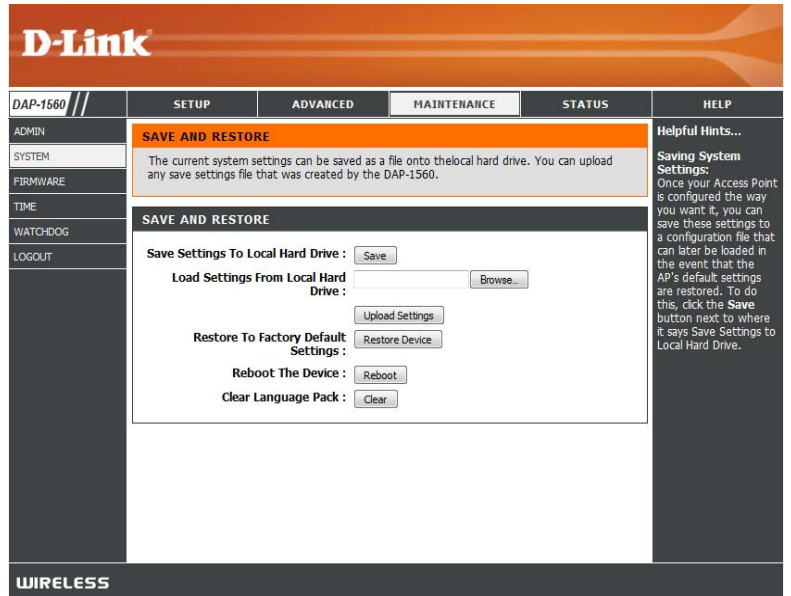 D-Link
DAP-1560
SETUP
ADVANCED
MAINTENANCE
STATUS
HELP
ADMIN
SYSTEM
FIRMWARE
TIME
WATCHDOG
LOGOUT
SAVE AND RESTORE
The current system settings can be saved as a file onto thelocal hard drive. You can upload
any save settings file that was created by the DAP-1560.
SAVE AND RESTORE
Save Settings To Local Hard Drive :
Save
Load Settings From Local Hard
Drive :
Browse...
Upload Settings
Restore To Factory Default
Settings :
Restore Device
Reboot The Device :
Reboot
Clear Language Pack :
Clear
Helpful Hints...
Saving System
Settings:
Once your Access Point
is configured the way
you want it, you can
save these settings to
a configuration file that
can later be loaded in
the event that the
AP's default settings
are restored. To do
this, click the Save
button next to where
it says Save Settings to
Local Hard Drive.
WIRELESS